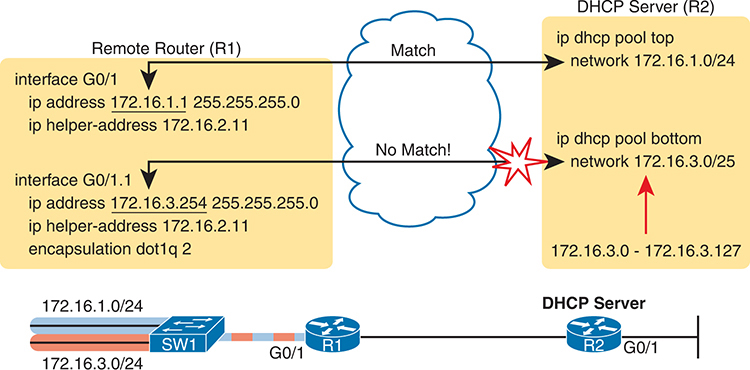 Remote Router (R1)
interface G0/1
ip address 172.16.1.1 255.255.255.0
ip helper-address 172.16.2.11
interface G0/1.1
ip address 172.16.3.254 255.255.255.0
ip helper-address 172.16.2.11
encapsulation dot1q 2
Match
No Match!
DHCP Server (R2)
ip dhcp pool top
network 172.16.1.0/24
ip dhcp pool bottom
network 172.16.3.0/25
172.16.3.0 - 172.16.3.127
172.16.1.0/24
SW1
172.16.3.0/24
G0/1
R1
DHCP Server
R2
G0/1